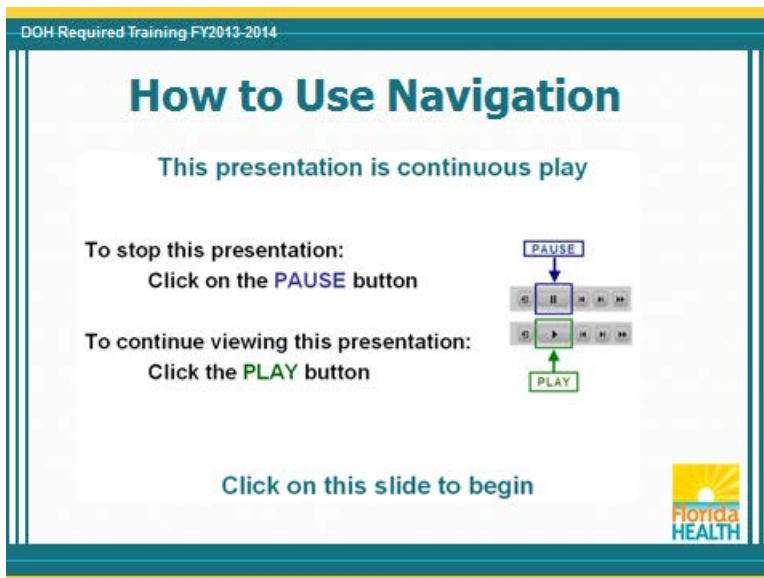 DOH Required Training FY2013-2014
How to Use Navigation
This presentation is continuous play
To stop this presentation:
Click on the PAUSE button
PAUSE
To continue viewing this presentation:
Click the PLAY button
PLAY
Click on this slide to begin
Florida
HEALTH